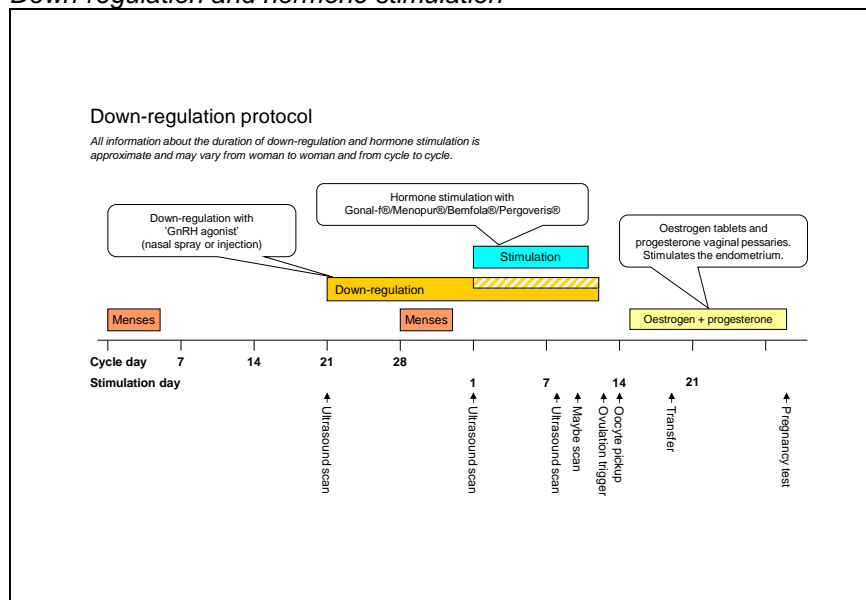 Down-regulation and hormone stimulation
Down-regulation protocol
All information about the duration of down-regulation and hormone stimulation is
approximate and may vary from woman to woman and from cycle to cycle.
Hormone stimulation with
Gonal-f®/Menopur®/Bemfola®/Pergoveris®
Down-regulation with
'GnRH agonist'
(nasal spray or injection)
Oestrogen tablets and
progesterone vaginal pessaries.
Stimulates the endometrium.
Stimulation
Down-regulation
Menses
Menses
Oestrogen + progesterone
Cycle day 7 14 21 28
Stimulation day 1 7 14 21
Ultrasound scan
Ultrasound scan
Ultrasound scan
Maybe scan
Ovulation trigger
Oocyte pickup
Transfer
Pregnancy test